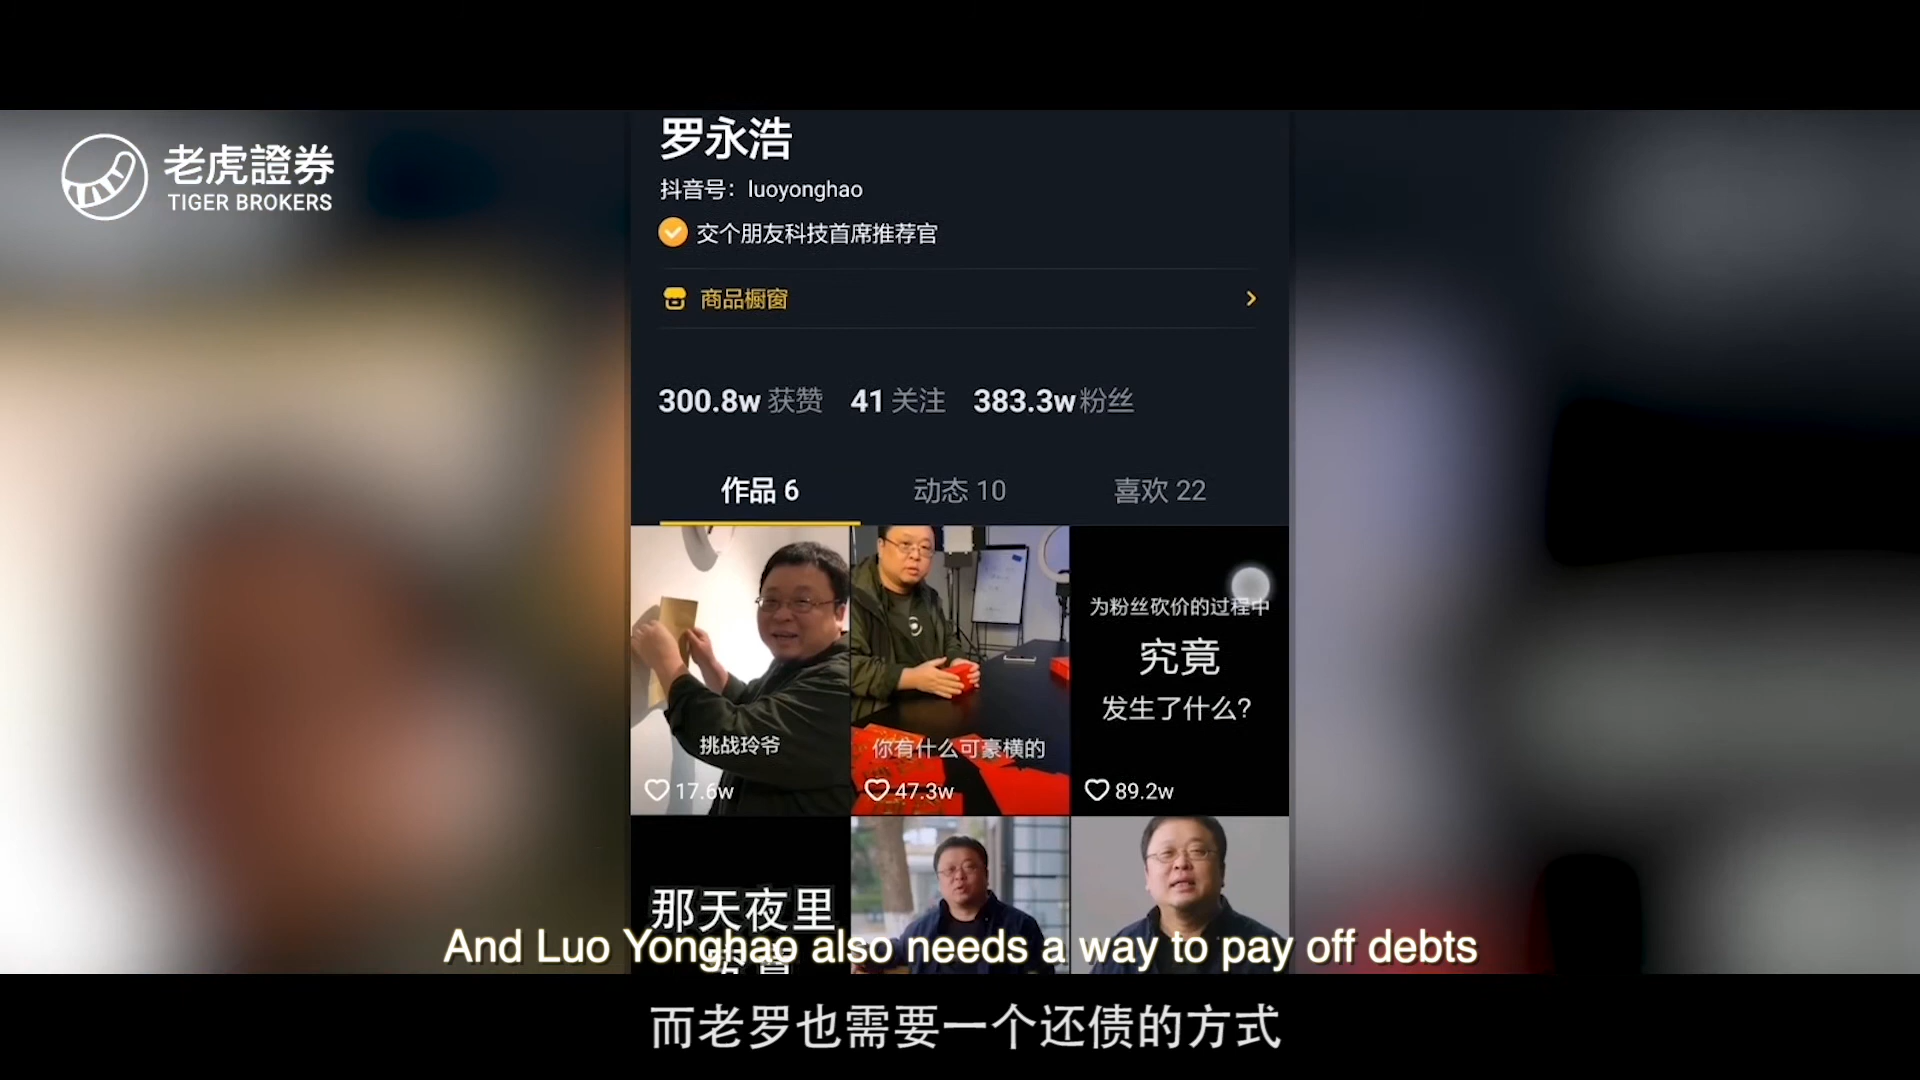 老虎證券
TIGER BROKERS
罗永浩
抖音号：luoyonghao
交个朋友科技首席推荐官
商品橱窗
300.8w 获赞 41 关注 383.3w 粉丝
作品 6 动态 10 喜欢 22
挑战玲爷
17.6w
你有什么可豪横的
47.3w
为粉丝砍价的过程中
究竟
发生了什么?
89.2w
那天夜里
究竟
And Luo Yonghao also needs a way to pay off debts
而老罗也需要一个还债的方式